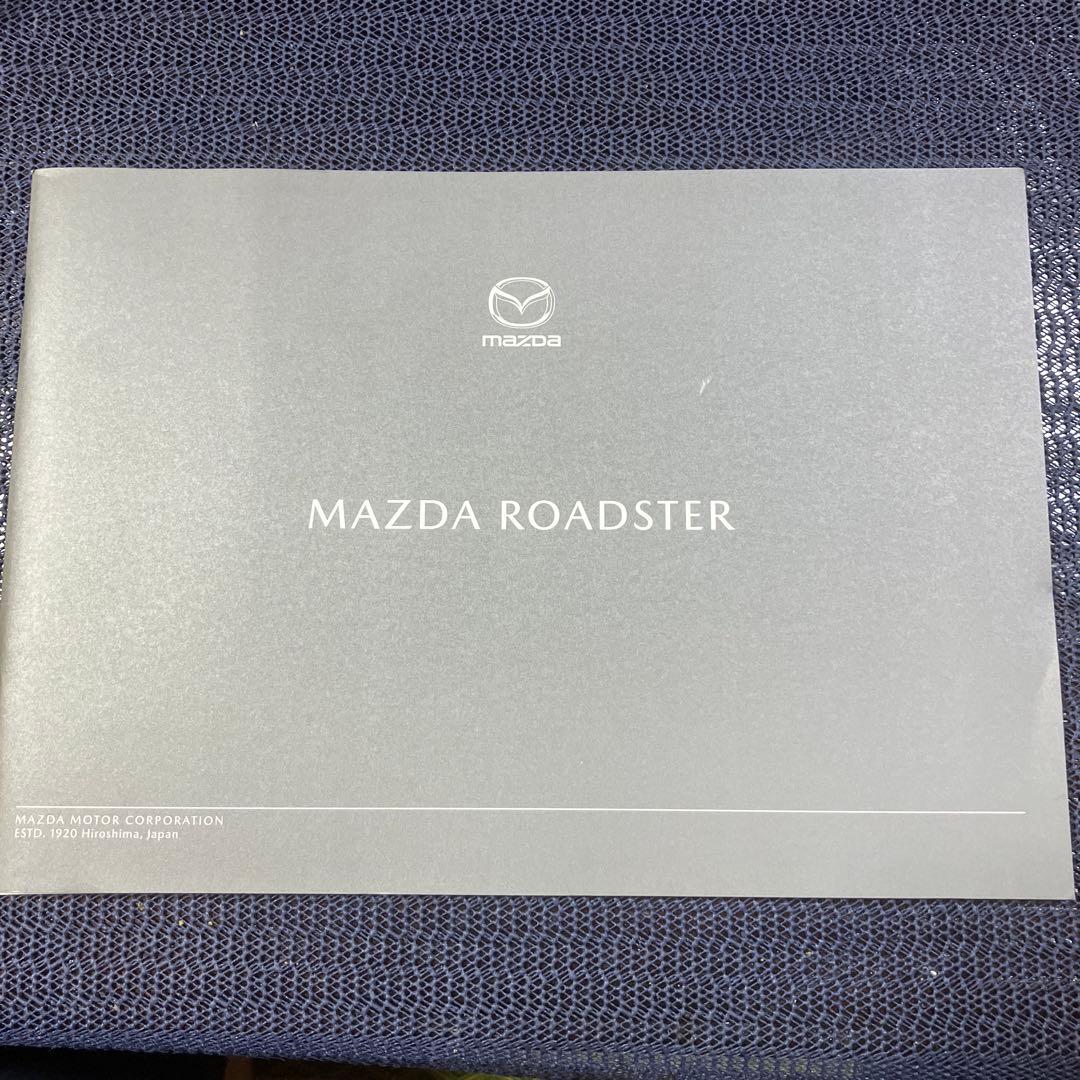 mazda
MAZDA ROADSTER
MAZDA MOTOR CORPORATION
ESTD. 1920 Hiroshima, Japan